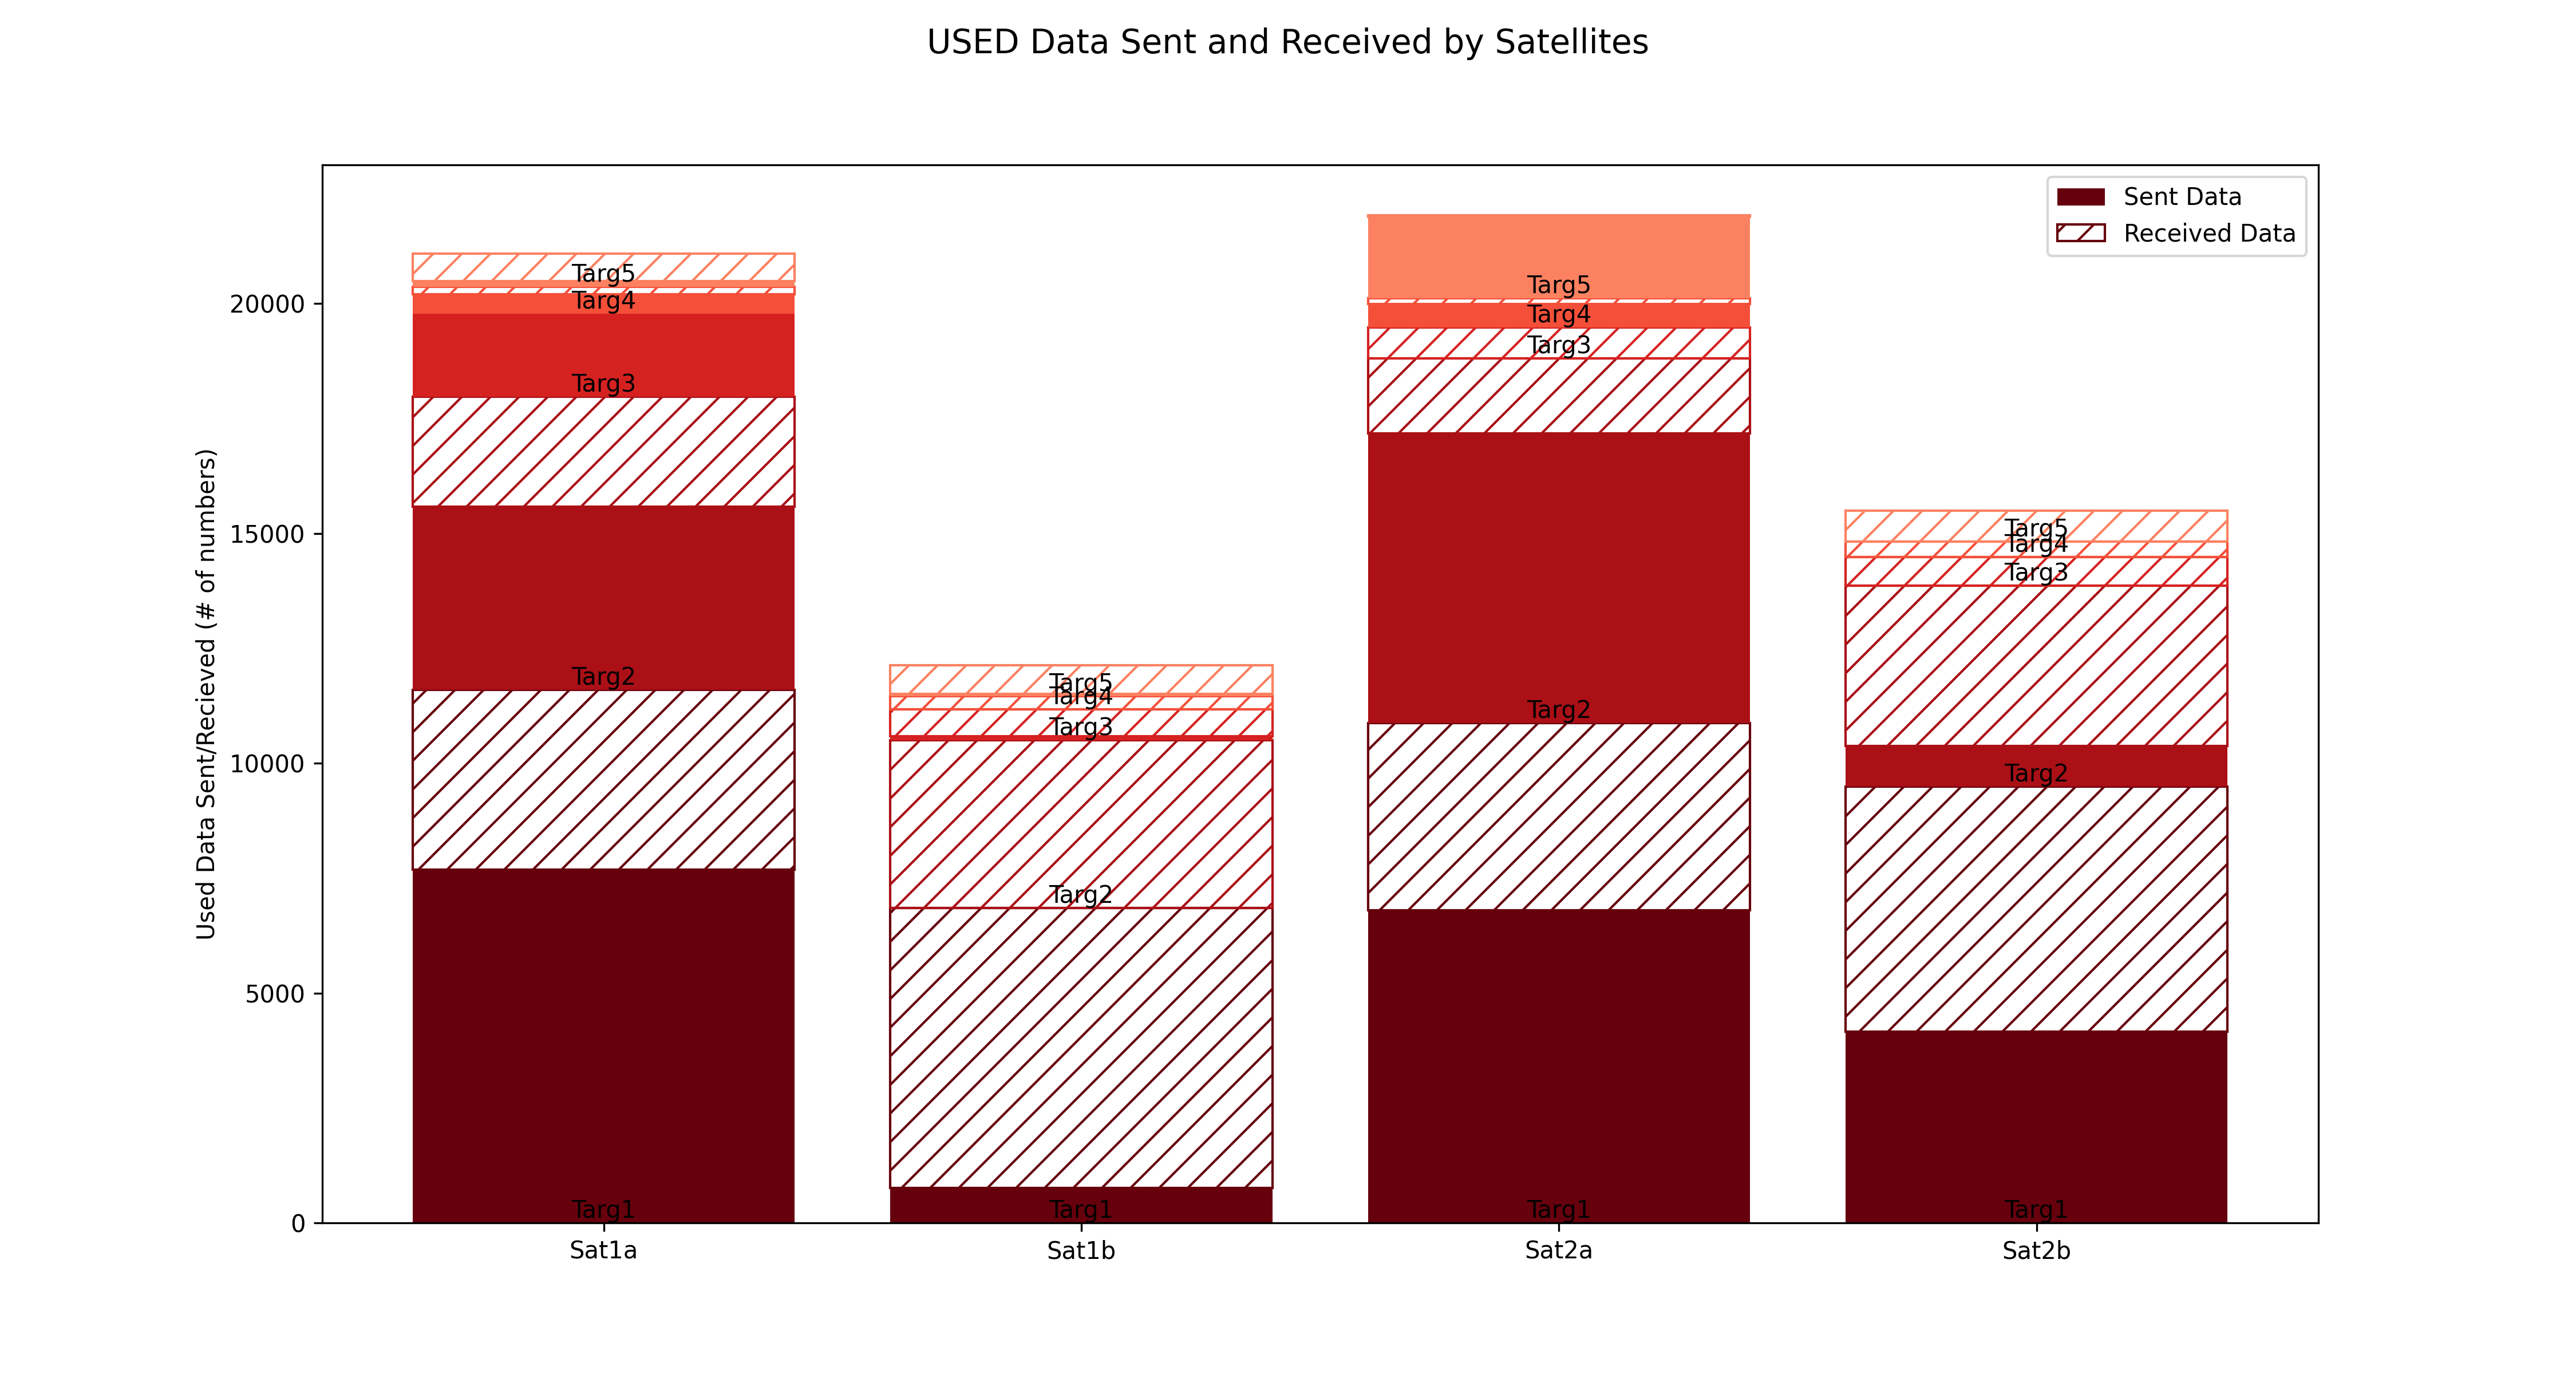 USED Data Sent and Received by Satellites
Sent Data
Received Data
Used Data Sent/Recieved (# of numbers)
20000
15000
10000
5000
0
Targ5
Targ4
Targ3
Targ2
Targ1
Targ5
Targ4
Targ3
Targ2
Targ1
Targ5
Targ4
Targ3
Targ2
Targ1
Targ5
Targ4
Targ3
Targ2
Targ1
Sat1a
Sat1b
Sat2a
Sat2b